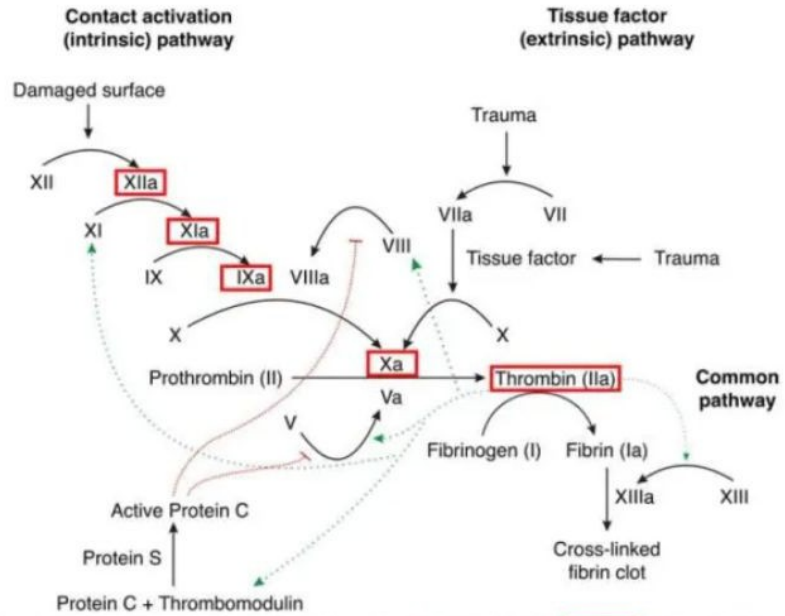 Contact activation
(intrinsic) pathway
Tissue factor
(extrinsic) pathway
Damaged surface
Trauma
XII
XIIa
VIIa
VII
XI
XIa
VIII
Tissue factor
Trauma
IX
IXa
VIIIa
X
X
Xa
Prothrombin (II)
Thrombin (IIa)
Common
pathway
Va
V
Fibrinogen (I)
Fibrin (Ia)
XIIIa
XIII
Active Protein C
Cross-linked
fibrin clot
Protein S
Protein C + Thrombomodulin